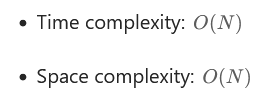 • Time complexity: O(N)
• Space complexity: O(N)